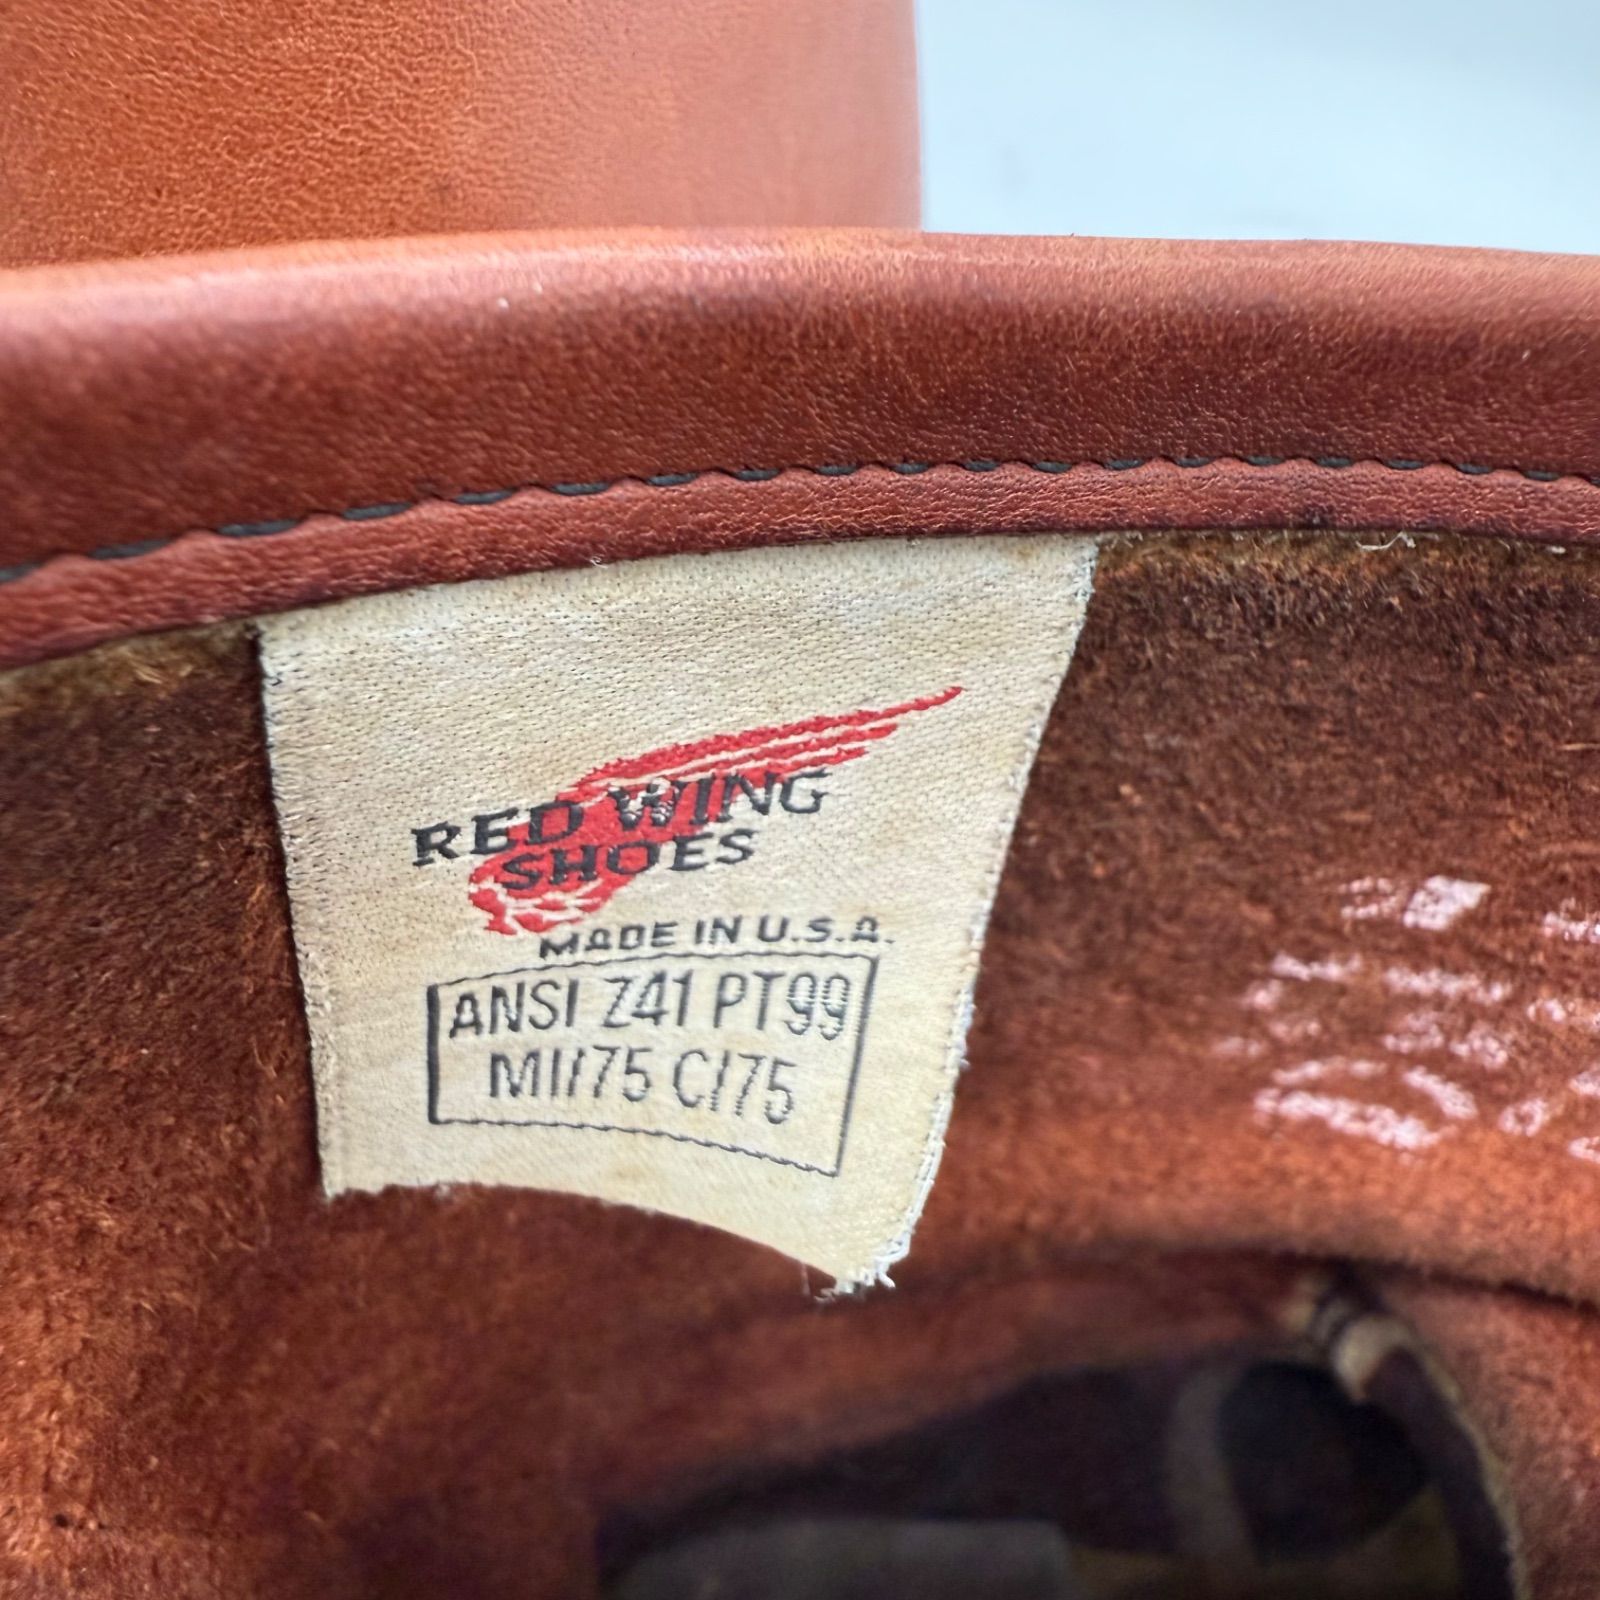 RED WING
SHOES
MADE IN U.S.A.
ANSI Z41 PT99
MI/75 C/75